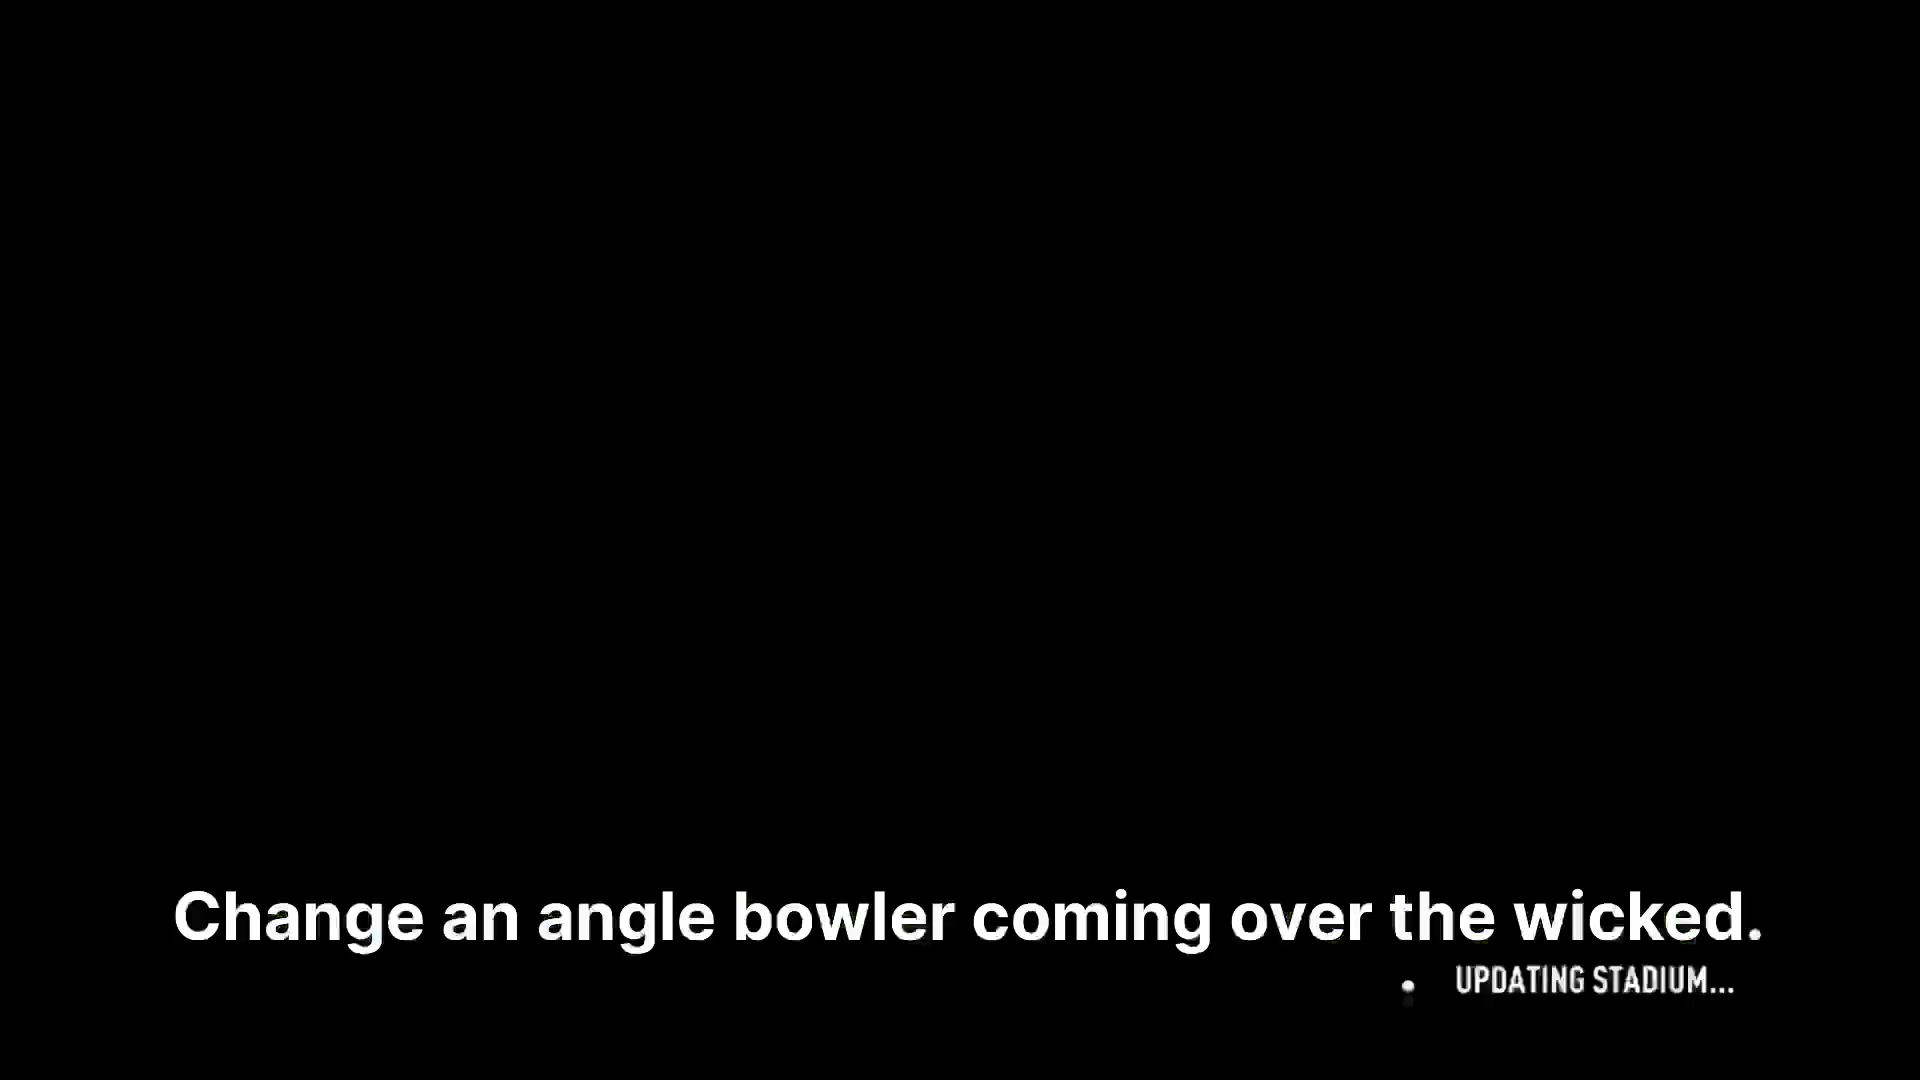 Change an angle bowler coming over the wicked.
UPDATING STADIUM...